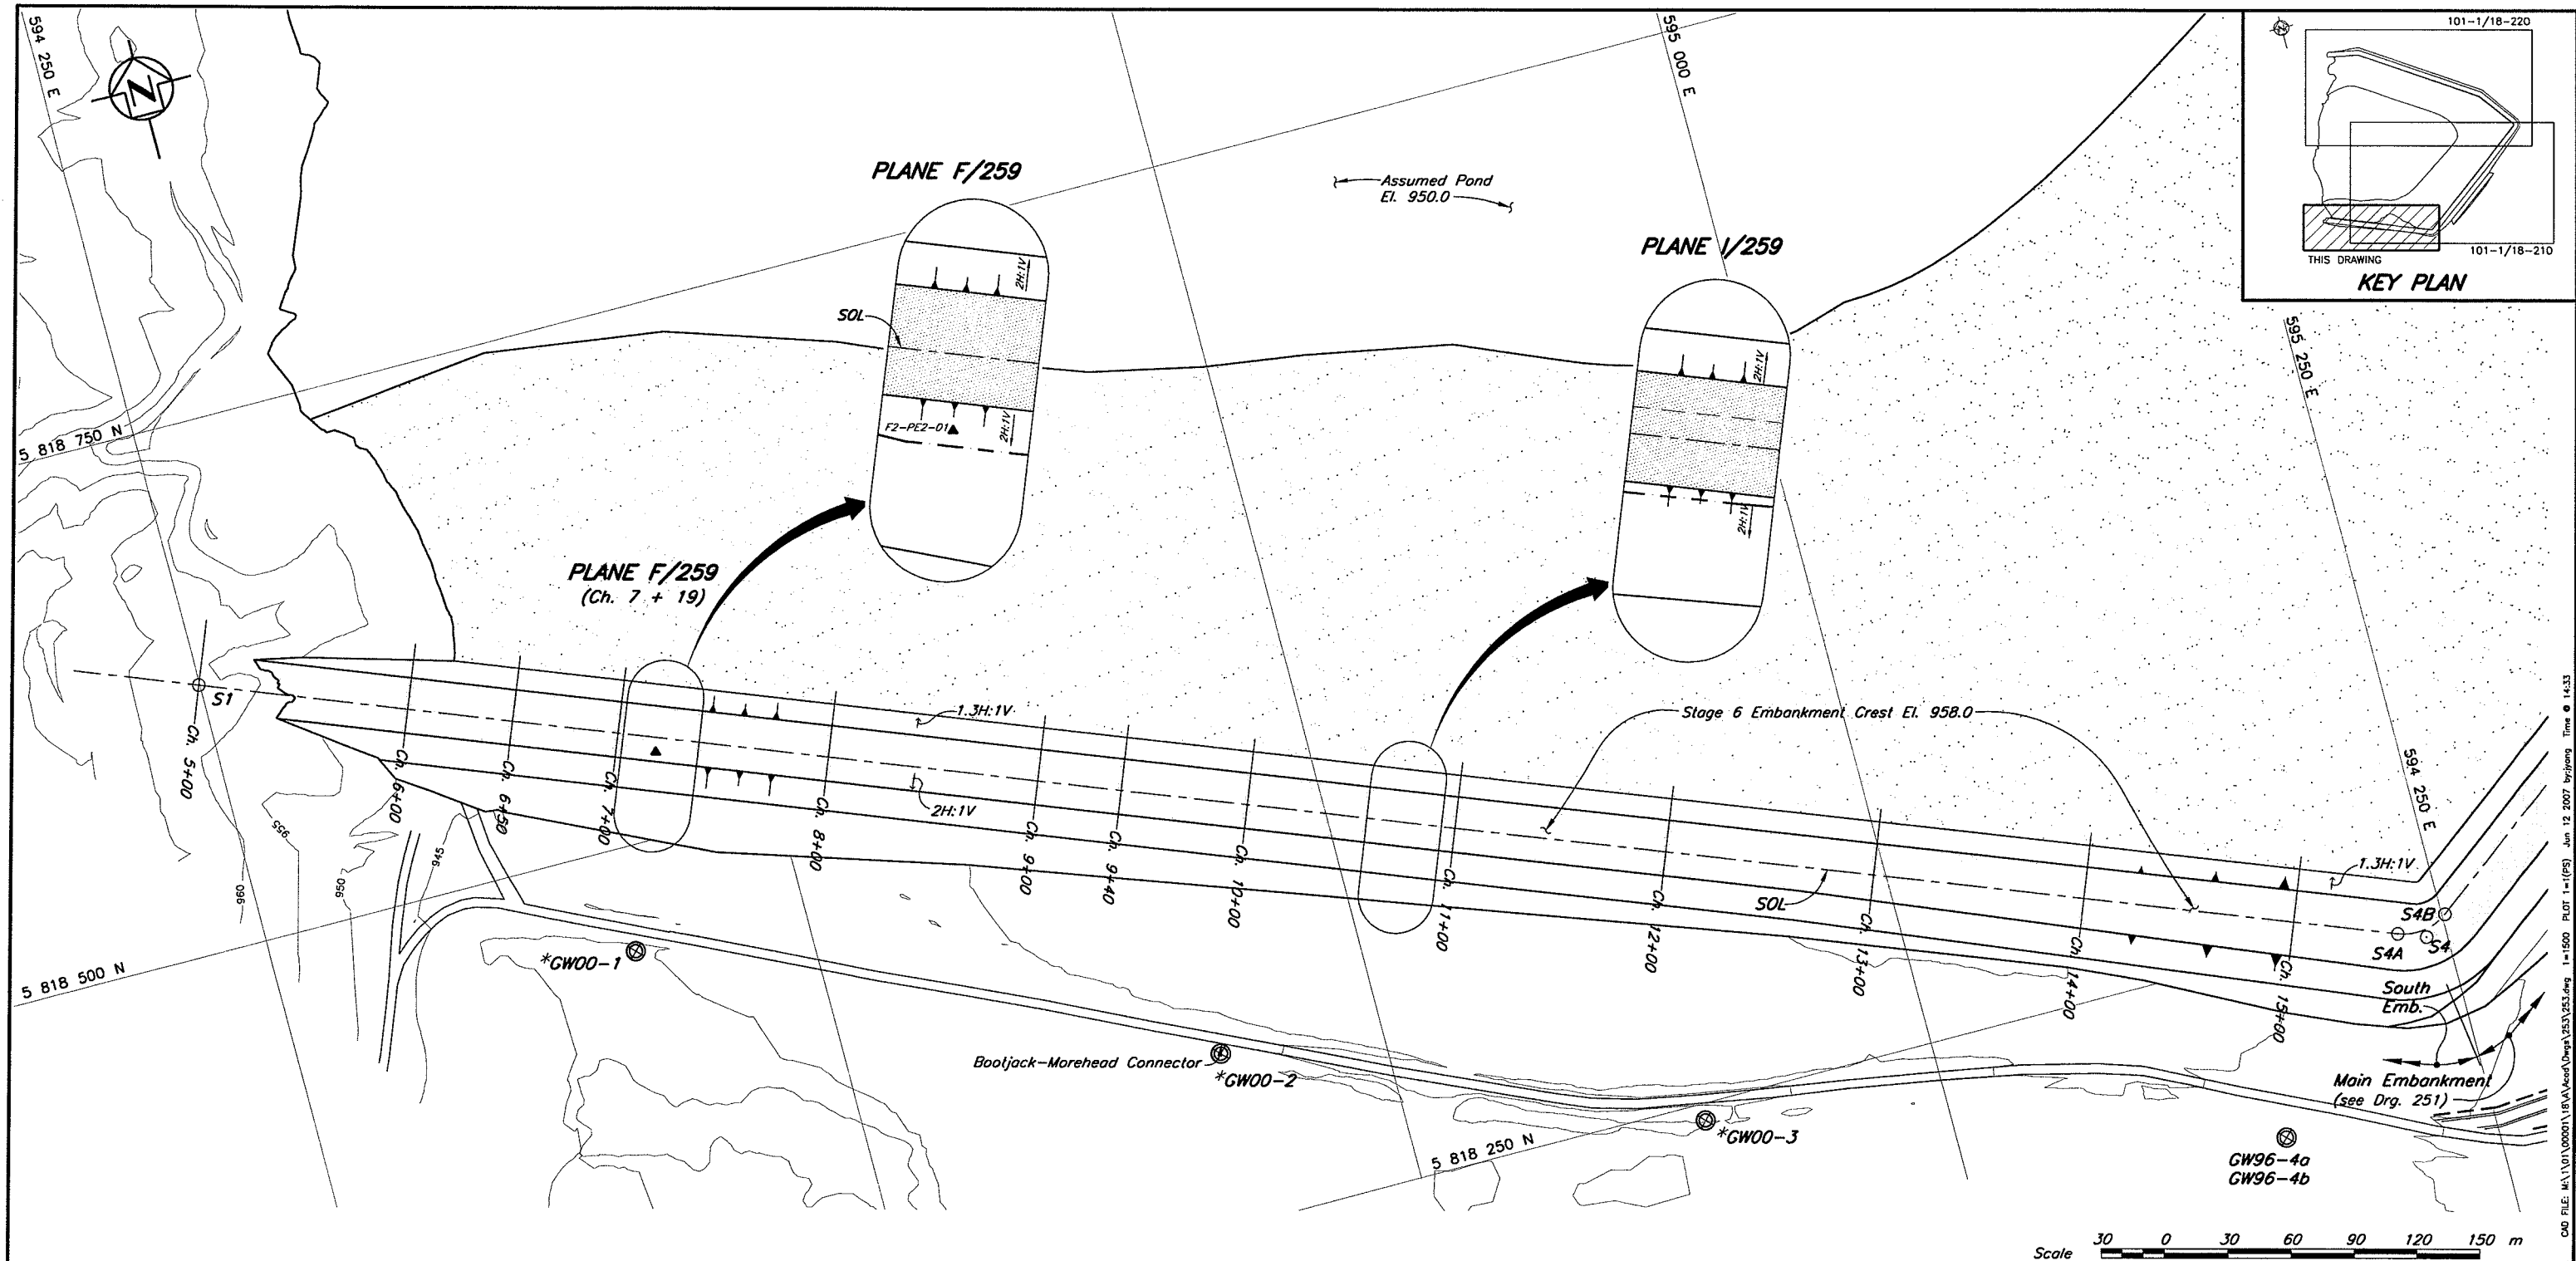 594 250 E
N
PLANE F/259
Assumed Pond
El. 950.0
595 000 E
101-1/18-220
101-1/18-210
THIS DRAWING
KEY PLAN
PLANE I/259
2H:1V
SOL
F2-PE2-01
2H:1V
2H:1V
2H:1V
595 250 E
5 818 750 N
PLANE F/259
(Ch. 7 + 19)
S1
Ch. 5+00
Ch. 6+00
Ch. 6+50
Ch. 7+00
Ch. 8+00
Ch. 9+00
Ch. 9+40
Ch. 10+00
Ch. 11+00
Ch. 12+00
Ch. 13+00
Ch. 14+00
Ch. 15+00
1.3H:1V
2H:1V
Stage 6 Embankment Crest El. 958.0
SOL
594 250 E
1.3H:1V
S4B
S4
S4A
South
Emb.
Main Embankment
(see Drg. 251)
955
960
950
945
5 818 500 N
*GW00-1
Bootjack-Morehead Connector
*GW00-2
*GW00-3
5 818 250 N
GW96-4a
GW96-4b
Scale 30 0 30 60 90 120 150 m